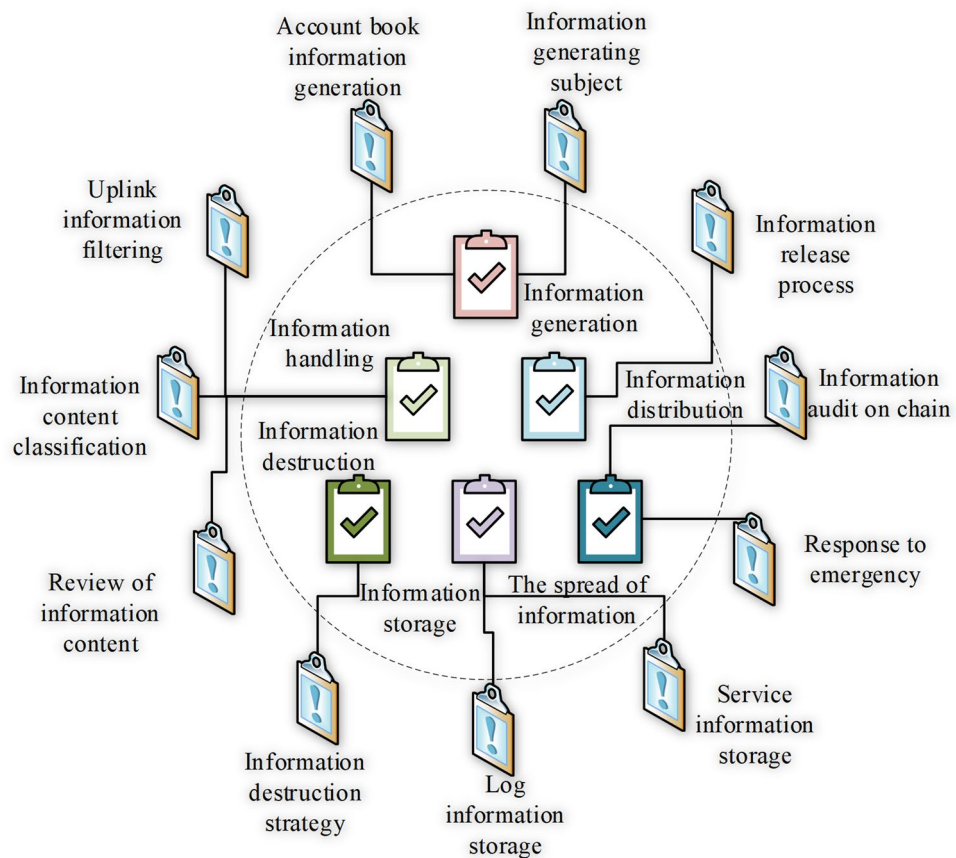 Account book
information
generation
Information
generating
subject
Uplink
information
filtering
Information
release
process
Information
generation
Information
handling
Information
content
classification
Information
distribution
Information
audit on chain
Information
destruction
Review of
information
content
Information
storage
The spread of
information
Response to
emergency
Information
destruction
strategy
Log
information
storage
Service
information
storage